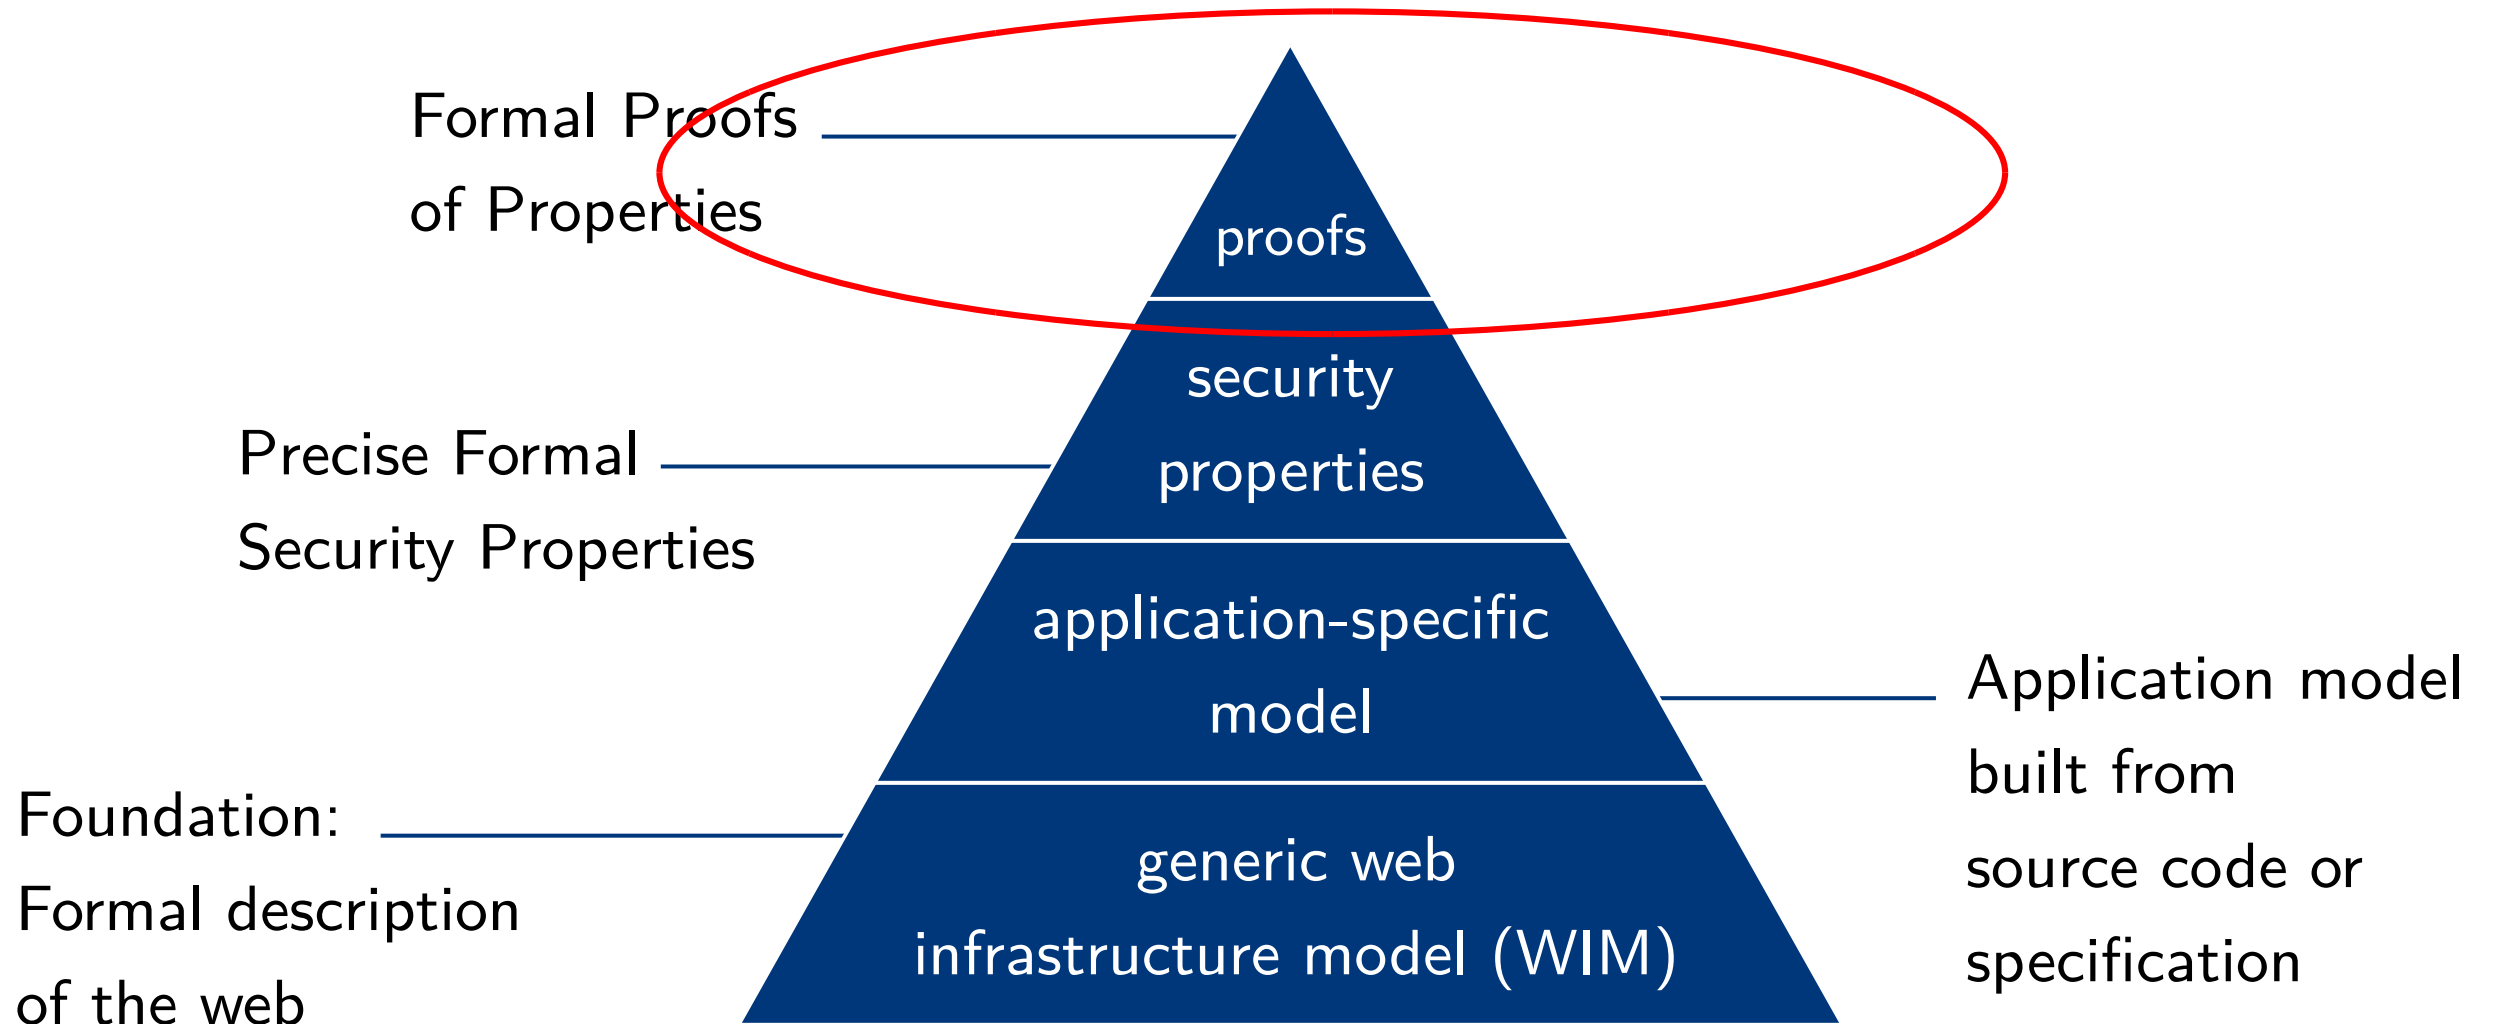 Formal Proofs
of Properties
proofs
security
properties
Precise Formal
Security Properties
application-specific
model
Application model
built from
source code or
specification
generic web
infrastructure model (WIM)
Foundation:
Formal description
of the web